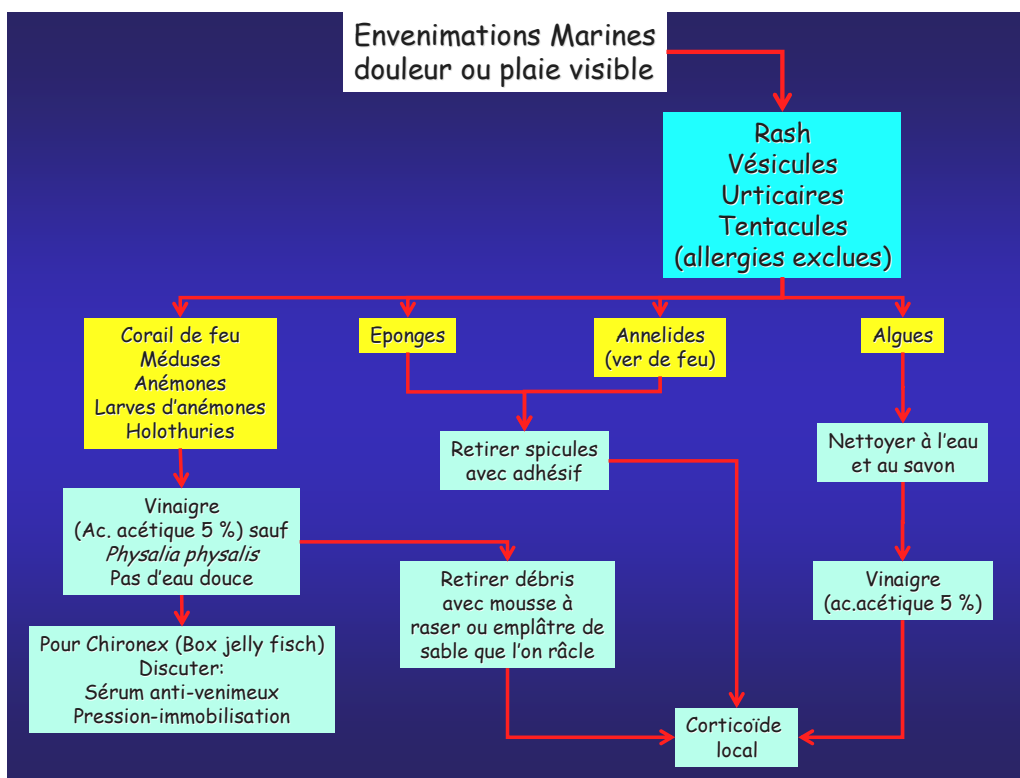 Envenimations Marines
douleur ou plaie visible
Rash
Vésicules
Urticaires
Tentacules
(allergies exclues)
Corail de feu
Méduses
Anémones
Larves d'anémones
Holothuries
Eponges
Annelides
(ver de feu)
Algues
Retirer spicules
avec adhésif
Nettoyer à l'eau
et au savon
Vinaigre
(Ac. acétique 5 %) sauf
Physalia physalis
Pas d'eau douce
Retirer débris
avec mousse à
raser ou emplâtre de
sable que l'on râcle
Vinaigre
(ac.acétique 5 %)
Pour Chironex (Box jelly fisch)
Discuter:
Sérum anti-venimeux
Pression-immobilisation
Corticoïde
local